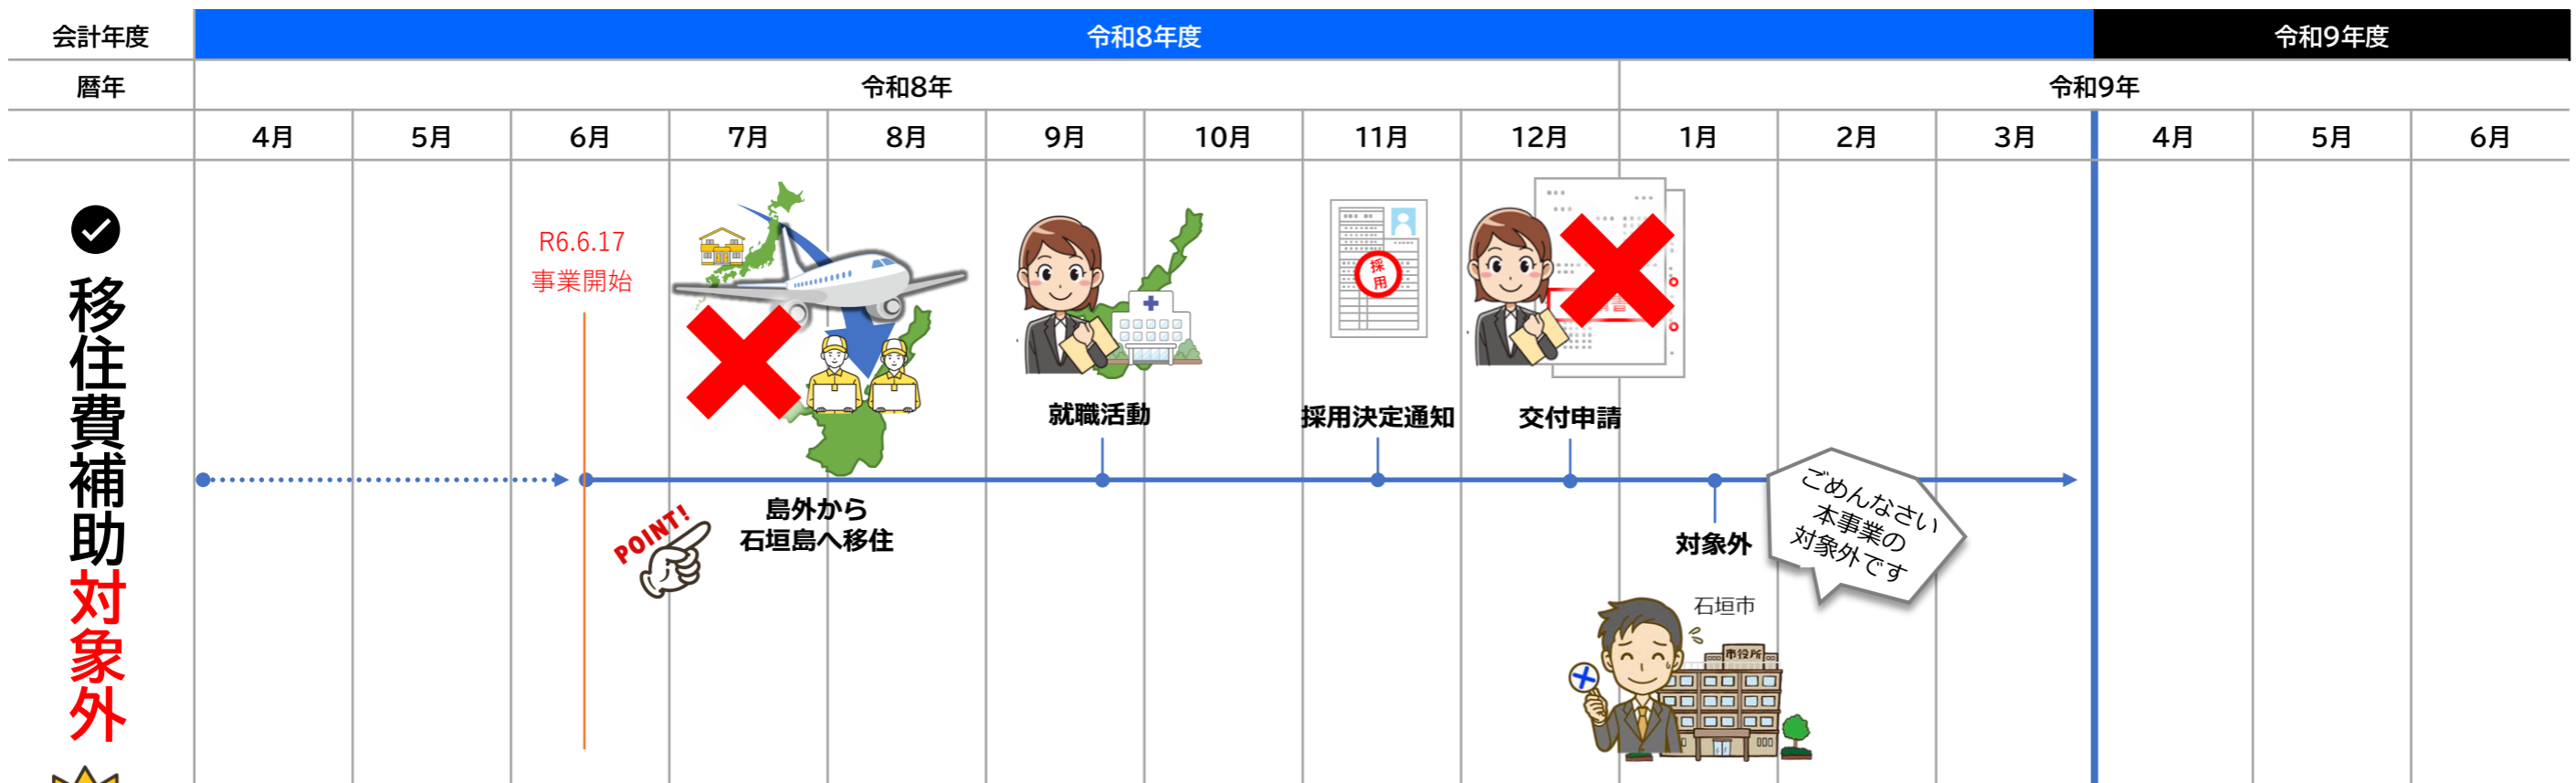 会計年度
令和8年度
令和9年度
暦年
令和8年
令和9年
4月
5月
6月
7月
8月
9月
10月
11月
12月
1月
2月
3月
4月
5月
6月
移住費補助対象外
R6.6.17
事業開始
POINT!
島外から
石垣島へ移住
就職活動
採用
採用決定通知
交付申請
対象外
ごめんなさい
本事業の
対象外です
石垣市
市役所